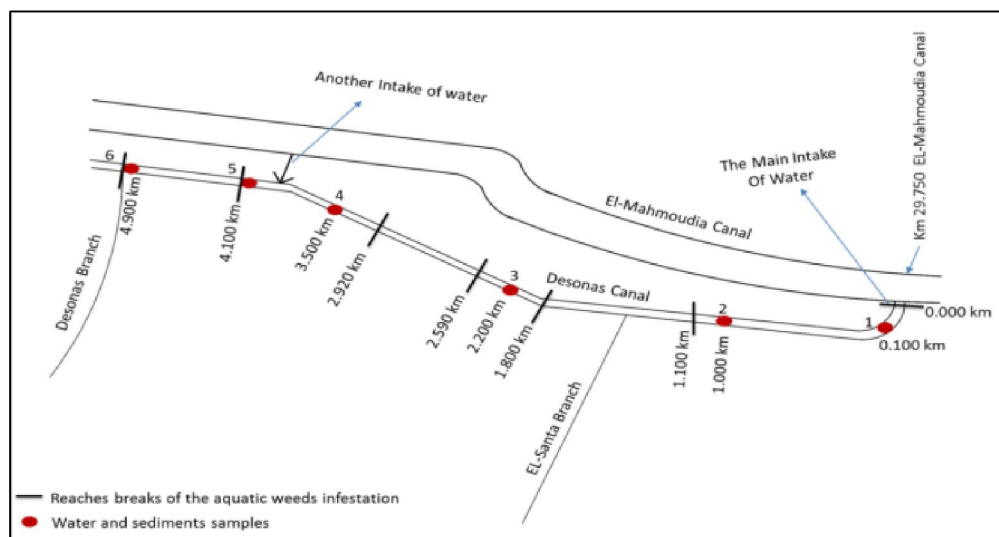 Another Intake of water
The Main Intake
Of Water
Km 29.750 EL-Mahmoudia Canal
El-Mahmoudia Canal
Desonas Canal
6
5
4
3
2
1
0.000 km
0.100 km
1.000 km
1.100 km
1.800 km
2.200 km
2.590 km
2.920 km
3.500 km
4.100 km
4.900 km
Desonas Branch
EL-Santa Branch
Reaches breaks of the aquatic weeds infestation
Water and sediments samples